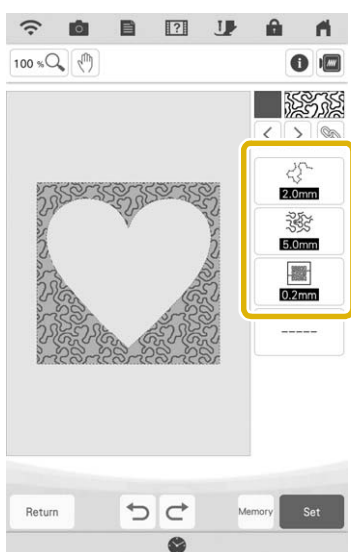 100 %
2.0mm
5.0mm
0.2mm
-----
Return
Memory
Set